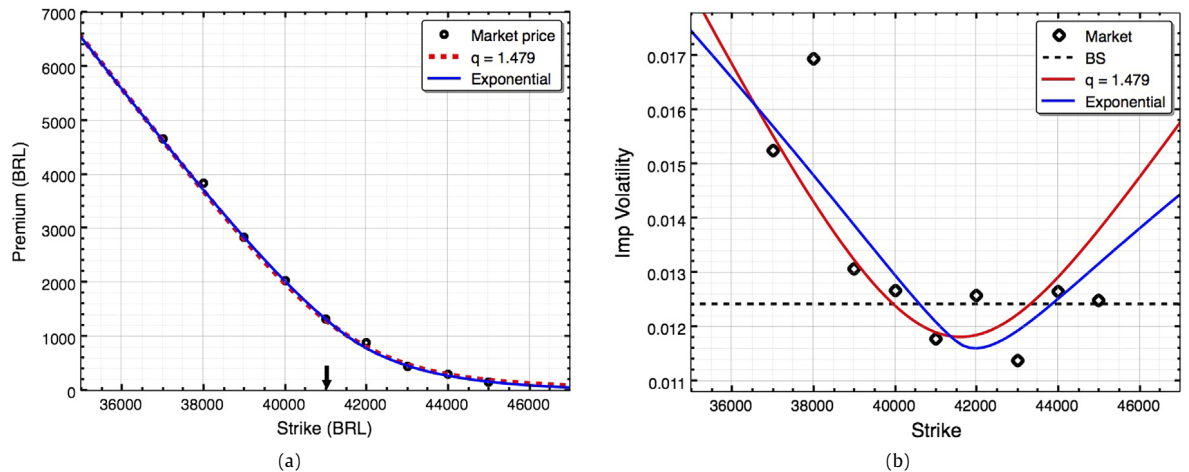 7000
6000
5000
4000
3000
2000
1000
0
Premium (BRL)
Market price
q = 1.479
Exponential
36000 38000 40000 42000 44000 46000
Strike (BRL)
(a)
0.017
0.016
0.015
0.014
0.013
0.012
0.011
Imp Volatility
Market
BS
q = 1.479
Exponential
36000 38000 40000 42000 44000 46000
Strike
(b)